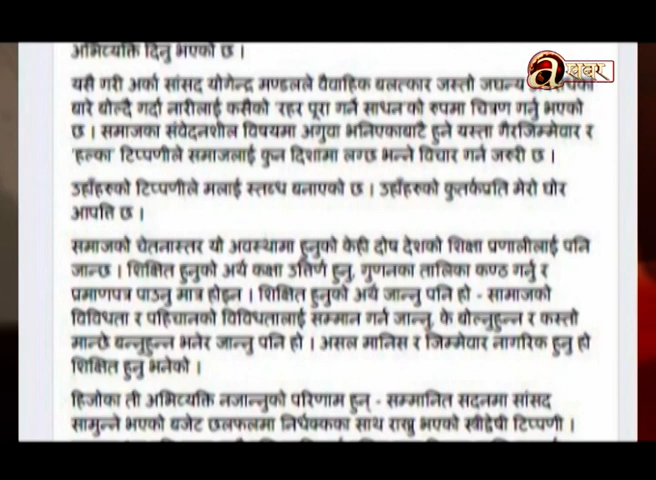 अभिव्यक्ति दिनु भएको छ ।
a खबर
यसै गरी अर्का सांसद योगेन्द्र मण्डलले वैवाहिक बलत्कार जस्तो जघन्य
बारे बोल्दै गर्दा नारीलाई कसैको 'रहर पूरा गर्ने साधन'को रुपमा चित्रण गर्नु भएको
छ । समाजका संवेदनशील विषयमा अगुवा भनिएकाबाटै हुने यस्ता गैरजिम्मेवार र
'हल्का' टिप्पणीले समाजलाई कुन दिशामा लग्छ भन्ने विचार गर्न जरुरी छ ।
उहाँहरुको टिप्पणीले मलाई स्तब्ध बनाएको छ । उहाँहरुको कुतर्कप्रति मेरो घोर
आपत्ति छ ।
समाजको चेतनास्तर यो अवस्थामा हुनुको केही दोष देशको शिक्षा प्रणालीलाई पनि
जान्छ । शिक्षित हुनुको अर्थ कक्षा उत्तिर्ण हुनु, गुणनका तालिका कण्ठ गर्नु र
प्रमाणपत्र पाउनु मात्र होइन । शिक्षित हुनुको अर्थ जान्नु पनि हो - सामाजको
विविधता र पहिचानको विविधतालाई सम्मान गर्न जान्नु, के बोल्नुहुन्न र कस्तो
मान्छे बन्नुहुन्न भनेर जान्नु पनि हो । असल मानिस र जिम्मेवार नागरिक हुनु हो
शिक्षित हुनु भनेको ।
हिजोका ती अभिव्यक्ति नजान्नुको परिणाम हुन् - सम्मानित सदनमा सांसद
सामुन्ने भएको बजेट छलफलमा निर्धक्कका साथ राख्नु भएको स्त्रीद्वेषी टिप्पणी ।